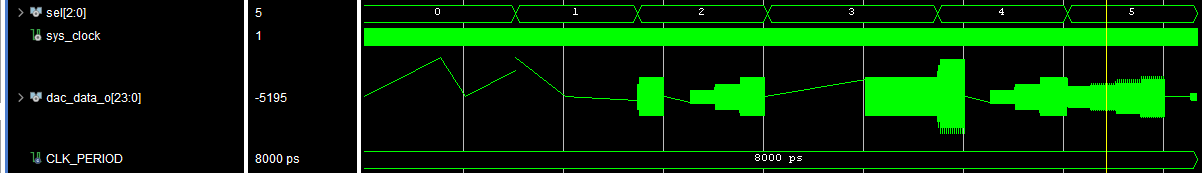 sel[2:0] 5 0 1 2 3 4 5
sys_clock 1
dac_data_o[23:0] -5195
CLK_PERIOD 8000 ps 8000 ps